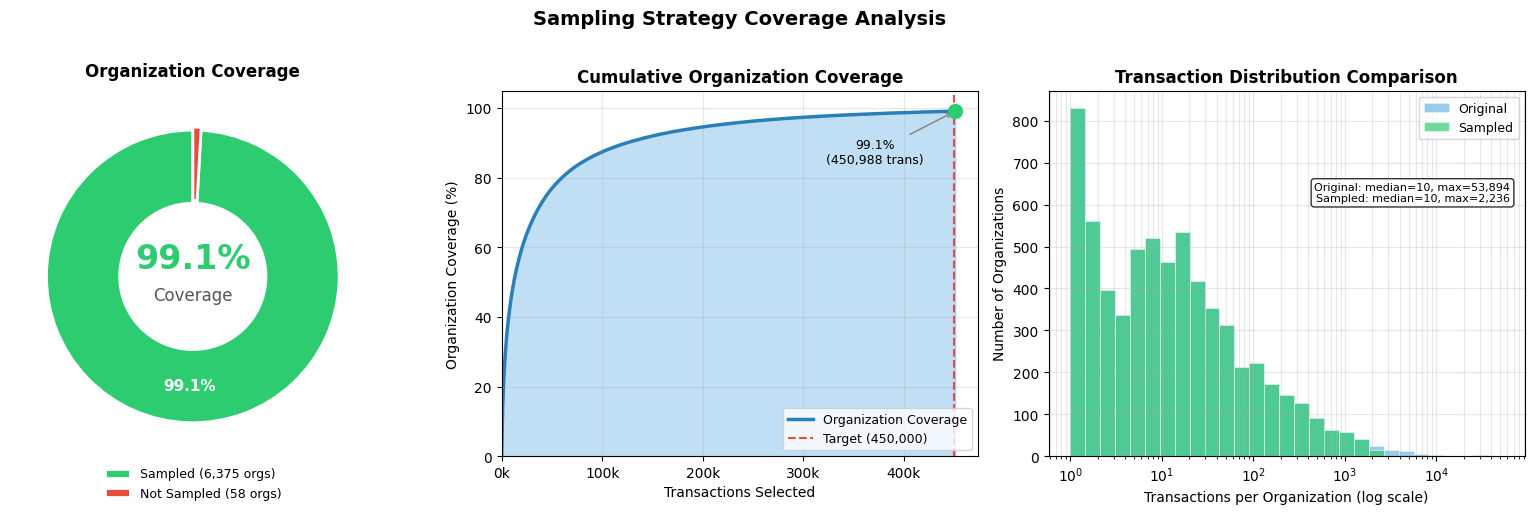 Sampling Strategy Coverage Analysis
Organization Coverage
99.1%
Coverage
99.1%
Sampled (6,375 orgs)
Not Sampled (58 orgs)
Cumulative Organization Coverage
Organization Coverage (%)
100
80
60
40
20
0
99.1%
(450,988 trans)
Organization Coverage
Target (450,000)
0k
100k
200k
300k
400k
Transactions Selected
Transaction Distribution Comparison
Number of Organizations
800
700
600
500
400
300
200
100
0
Original
Sampled
Original: median=10, max=53,894
Sampled: median=10, max=2,236
10⁰
10¹
10²
10³
10⁴
Transactions per Organization (log scale)